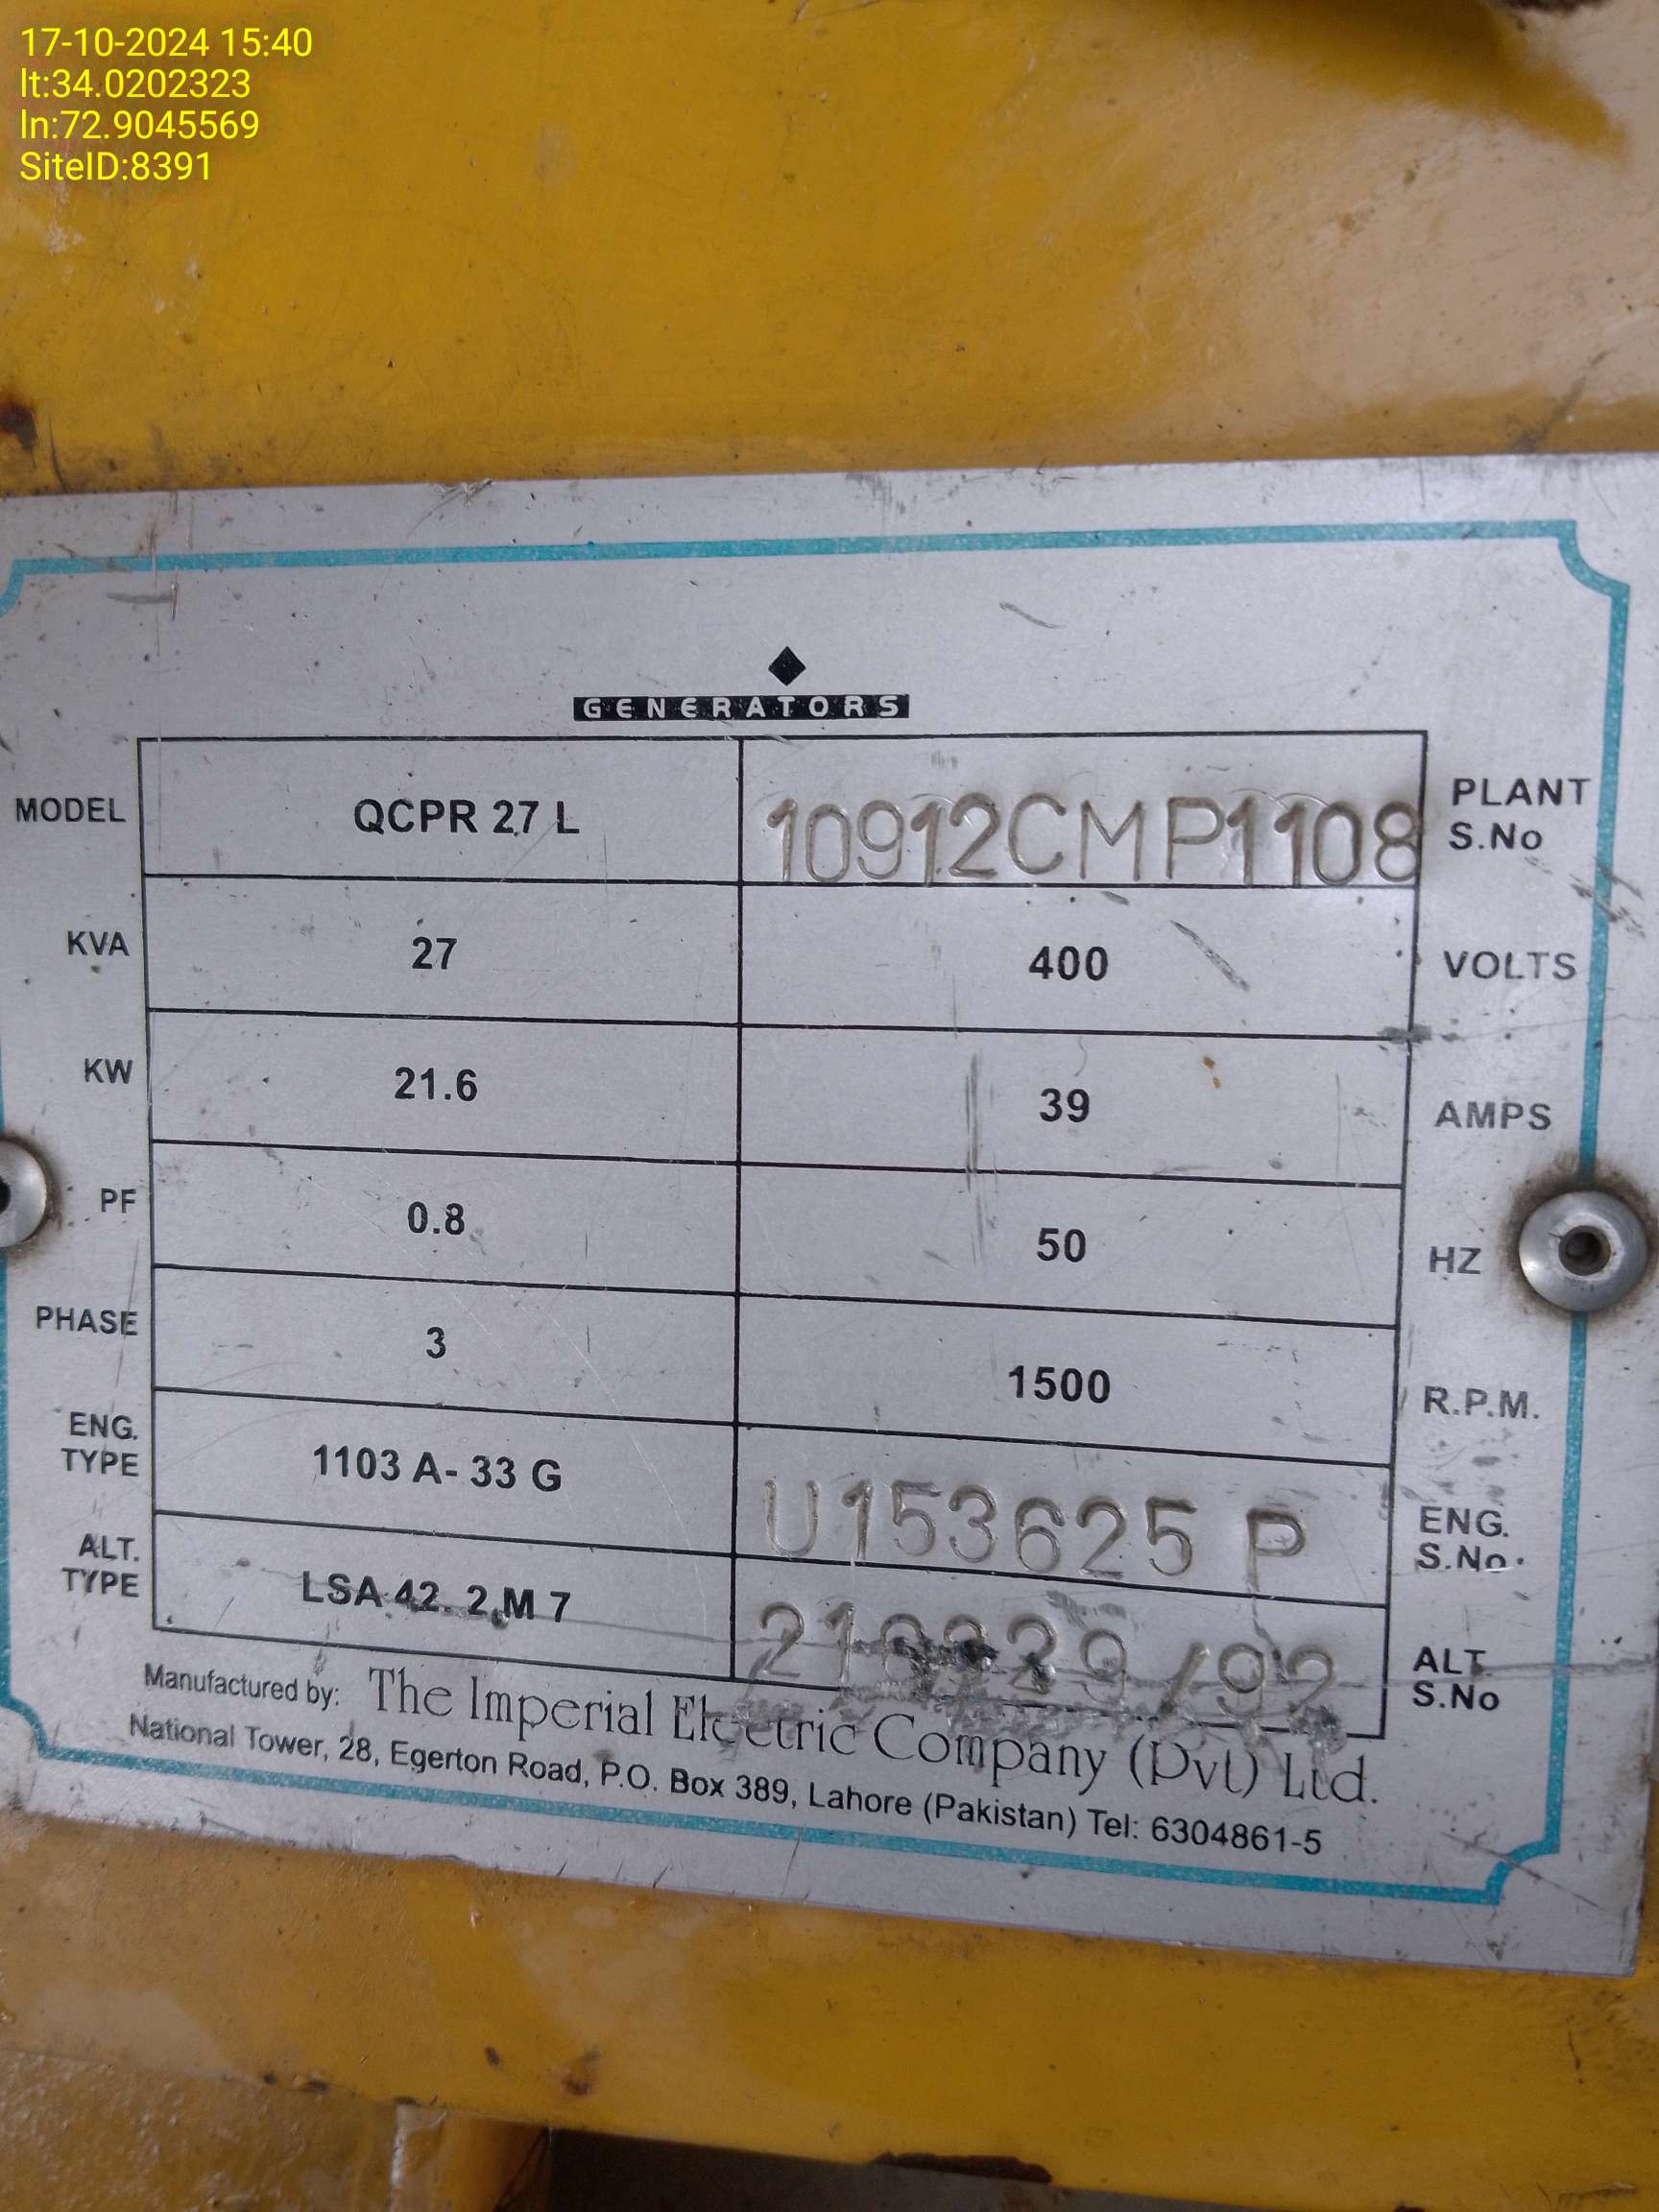 17-10-2024 15:40
lt:34.0202323
ln:72.9045569
SiteID:8391
GENERATORS
MODEL QCPR 27 L 10912CMP1108 PLANT S.No
KVA 27 400 VOLTS
KW 21.6 39 AMPS
PF 0.8 50 HZ
PHASE 3 1500 R.P.M.
ENG. TYPE 1103 A- 33 G U153625 P ENG. S.No.
ALT. TYPE LSA 42. 2 M 7 ALT. S.No
Manufactured by: The Imperial Electric Company (Pvt) Ltd.
National Tower, 28, Egerton Road, P.O. Box 389, Lahore (Pakistan) Tel: 6304861-5